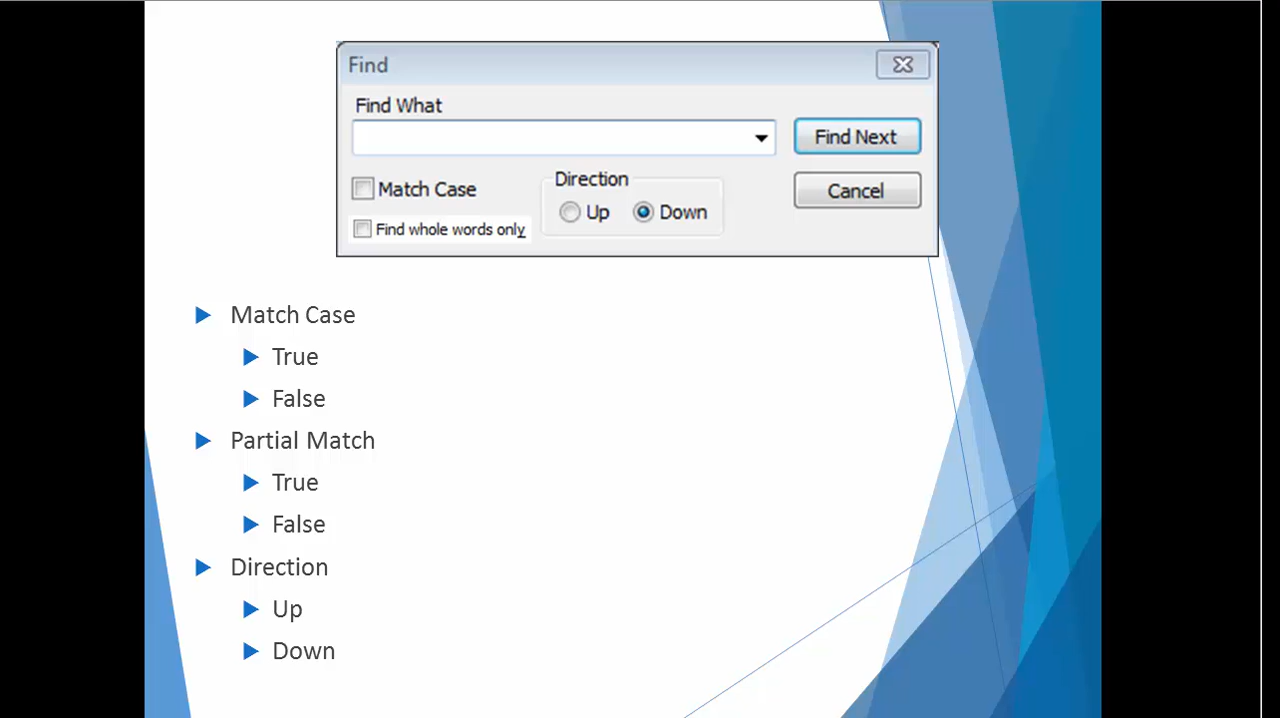 Find
Find What
Find Next
Match Case
Direction
Up
Down
Cancel
Find whole words only
Match Case
True
False
Partial Match
True
False
Direction
Up
Down